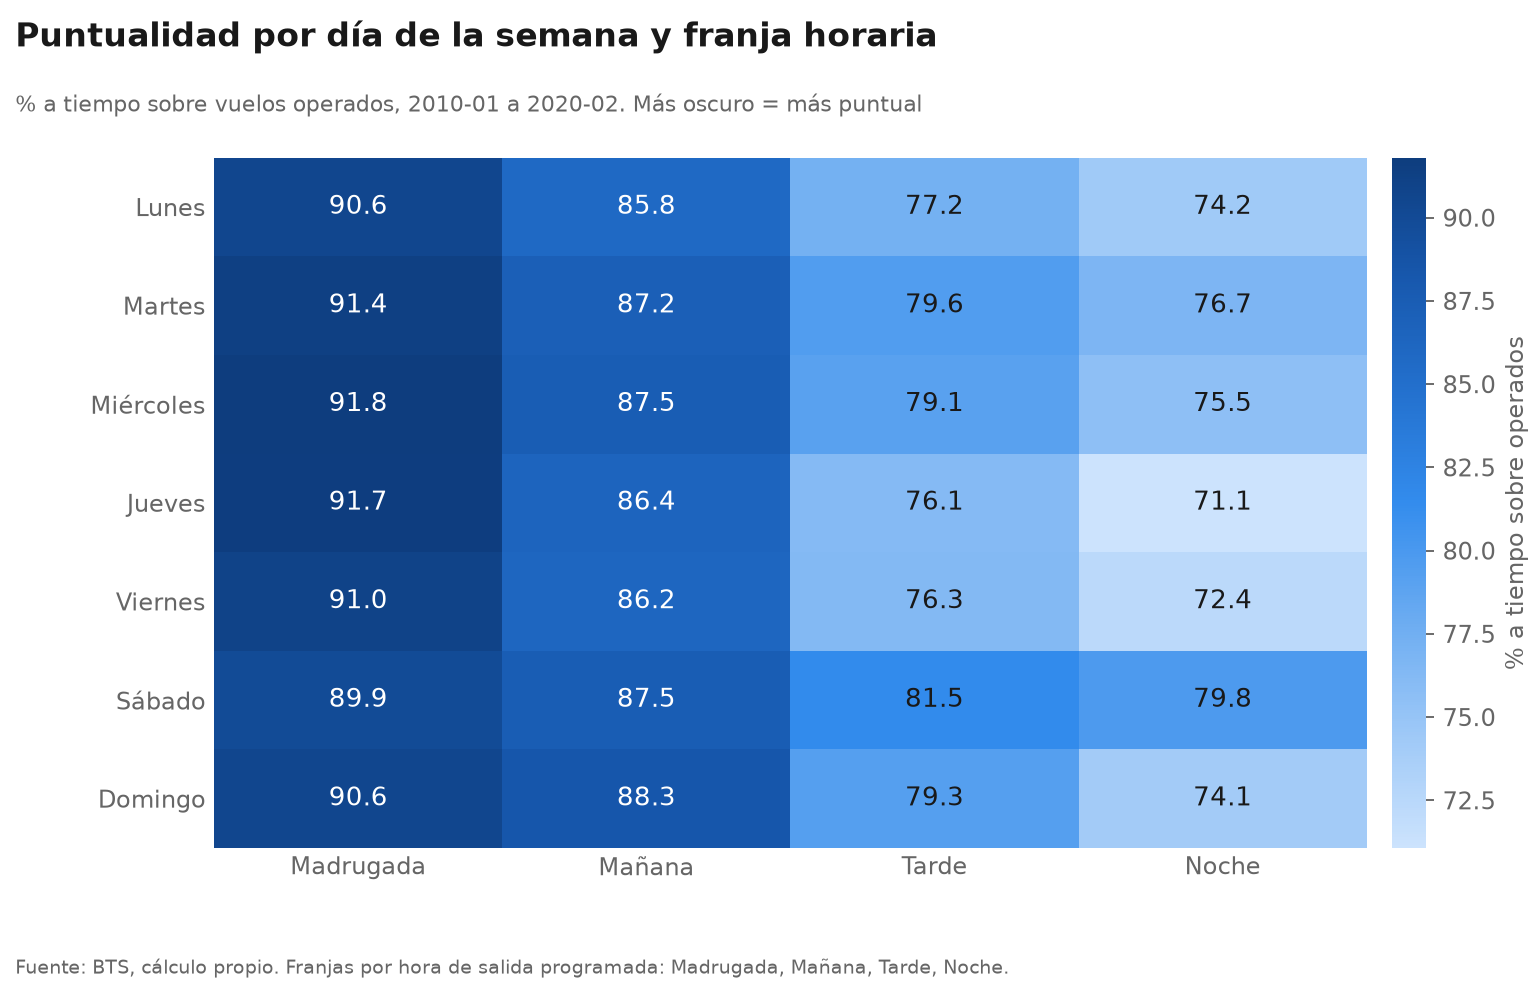 Puntualidad por día de la semana y franja horaria
% a tiempo sobre vuelos operados, 2010-01 a 2020-02. Más oscuro = más puntual
Lunes 90.6 85.8 77.2 74.2
Martes 91.4 87.2 79.6 76.7
Miércoles 91.8 87.5 79.1 75.5
Jueves 91.7 86.4 76.1 71.1
Viernes 91.0 86.2 76.3 72.4
Sábado 89.9 87.5 81.5 79.8
Domingo 90.6 88.3 79.3 74.1
Madrugada Mañana Tarde Noche
90.0
87.5
85.0
82.5
80.0
77.5
75.0
72.5
% a tiempo sobre operados
Fuente: BTS, cálculo propio. Franjas por hora de salida programada: Madrugada, Mañana, Tarde, Noche.